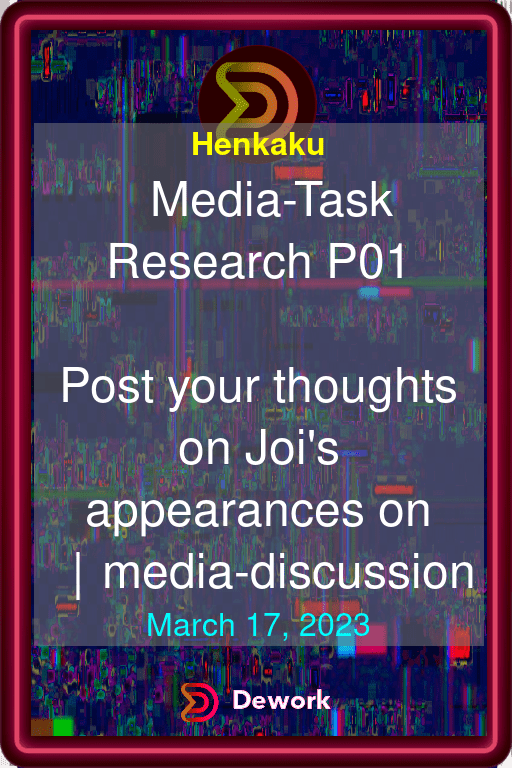 Henkaku
Media-Task
Research P01
Post your thoughts
on Joi's
appearances on
｜media-discussion
March 17, 2023
Dework